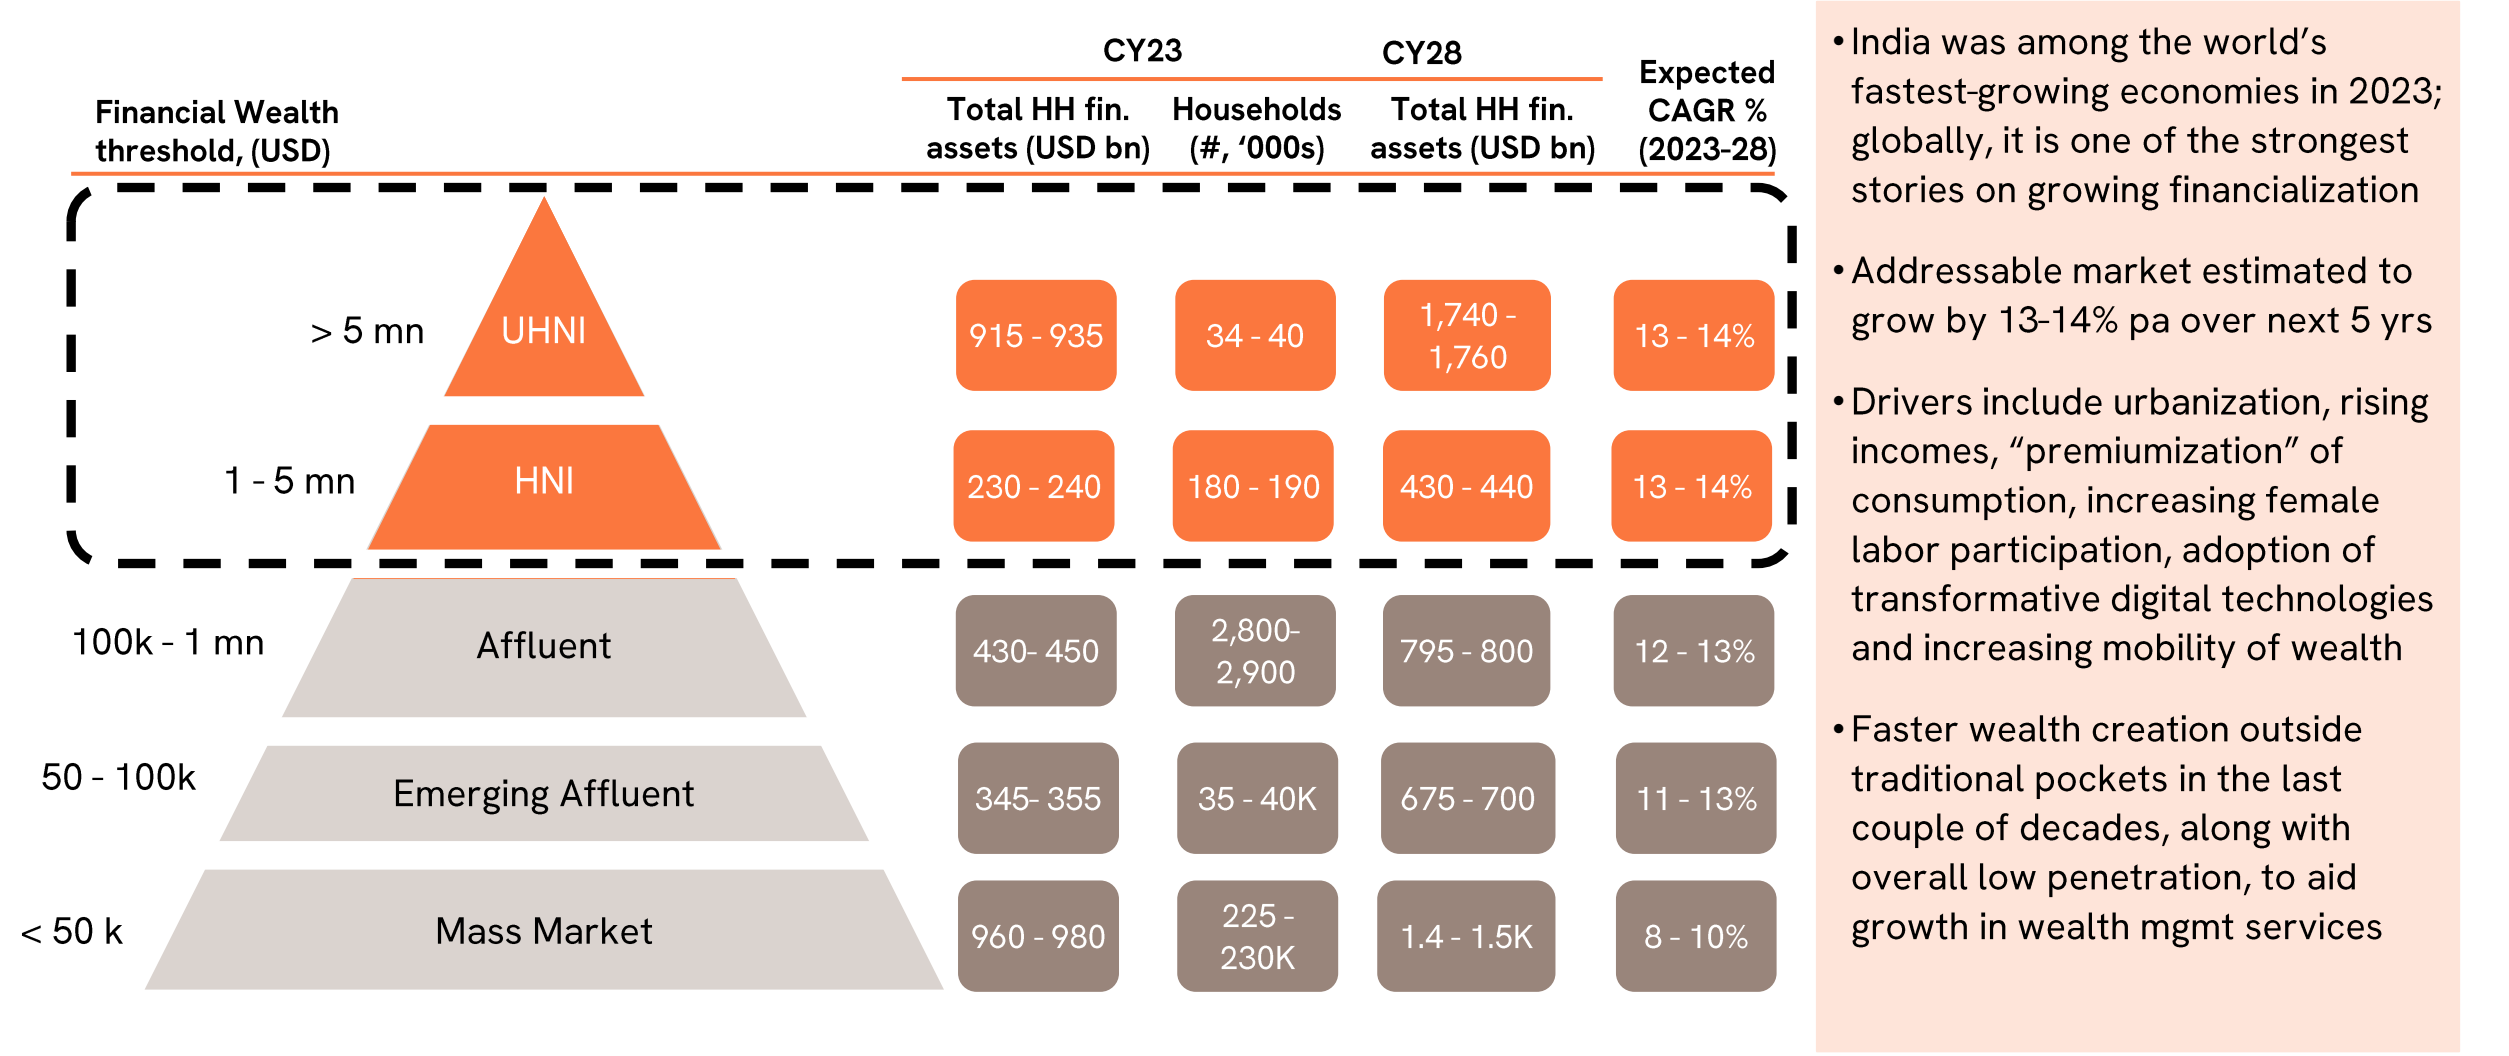 CY23
CY28
Financial Wealth
threshold, (USD)
Total HH fin.
assets (USD bn)
Households
(#, ‘000s)
Total HH fin.
assets (USD bn)
Expected
CAGR %
(2023-28)
> 5 mn
UHNI
915 - 935
34 - 40
1,740 -
1,760
13 - 14%
1 - 5 mn
HNI
230 - 240
180 - 190
430 - 440
13 - 14%
100k - 1 mn
Affluent
430- 450
2,800-
2,900
795 - 800
12 - 13%
50 - 100k
Emerging Affluent
345- 355
35 - 40K
675 - 700
11 - 13%
< 50 k
Mass Market
960 - 980
225 -
230K
1.4 - 1.5K
8 - 10%
• India was among the world’s
fastest-growing economies in 2023;
globally, it is one of the strongest
stories on growing financialization
• Addressable market estimated to
grow by 13-14% pa over next 5 yrs
• Drivers include urbanization, rising
incomes, “premiumization” of
consumption, increasing female
labor participation, adoption of
transformative digital technologies
and increasing mobility of wealth
• Faster wealth creation outside
traditional pockets in the last
couple of decades, along with
overall low penetration, to aid
growth in wealth mgmt services